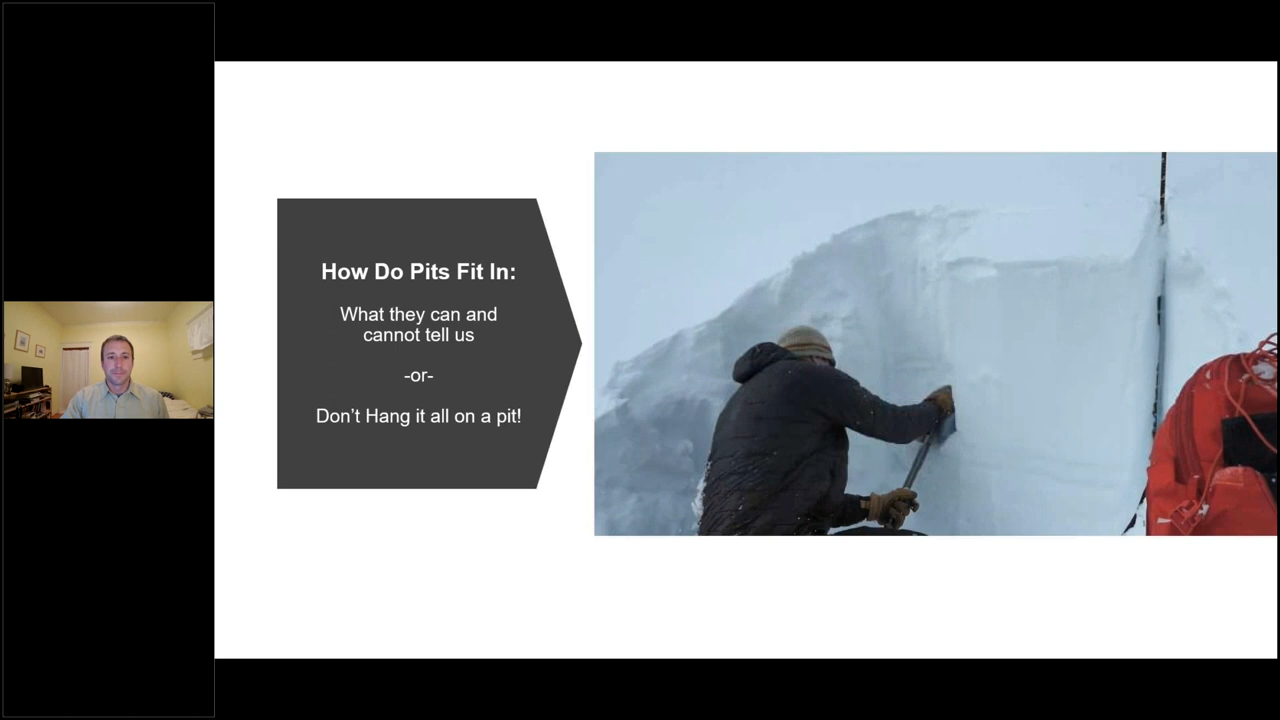 How Do Pits Fit In:
What they can and
cannot tell us
-or-
Don’t Hang it all on a pit!